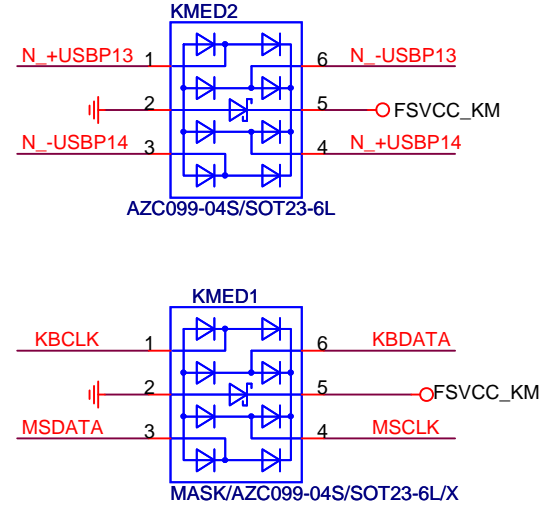 KMED2
N_+USBP13 1 6 N_-USBP13
2 5 FSVCC_KM
N_-USBP14 3 4 N_+USBP14
AZC099-04S/SOT23-6L
KMED1
KBCLK 1 6 KBDATA
2 5 FSVCC_KM
MSDATA 3 4 MSCLK
MASK/AZC099-04S/SOT23-6L/X